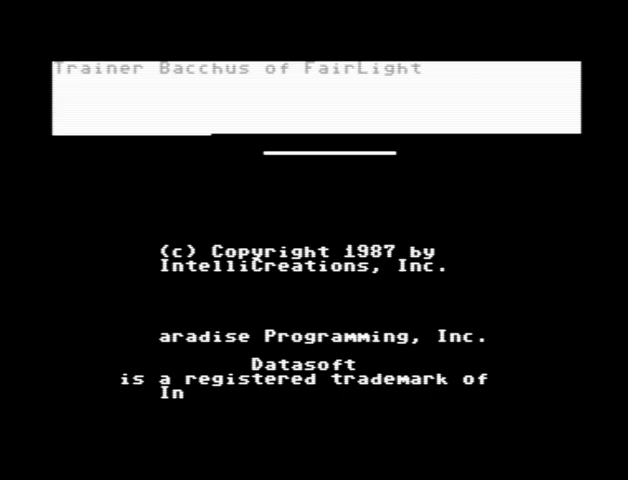 Trainer Bacchus of FairLight
(c) Copyright 1987 by
IntelliCreations, Inc.
aradise Programming, Inc.
Datasoft
is a registered trademark of
In